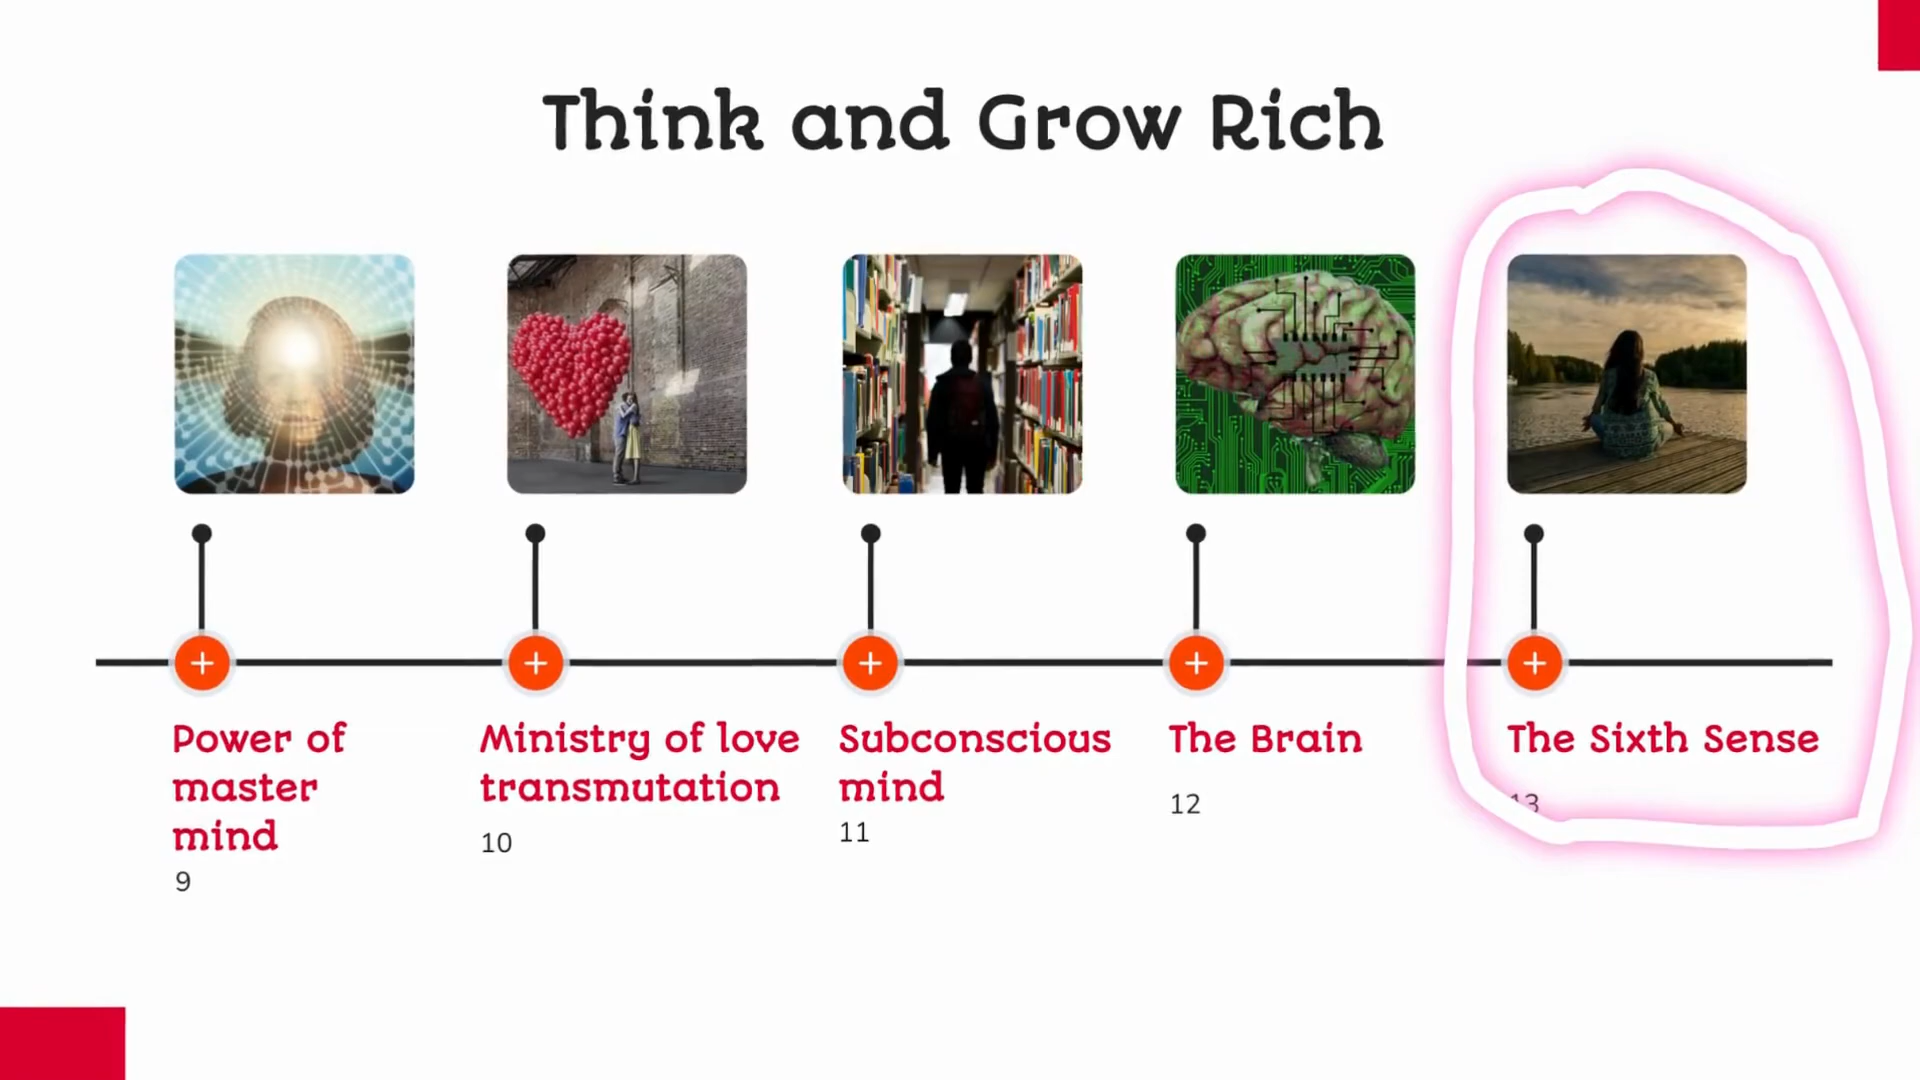 Think and Grow Rich
Power of
master
mind
9
Ministry of love
transmutation
10
Subconscious
mind
11
The Brain
12
The Sixth Sense
13